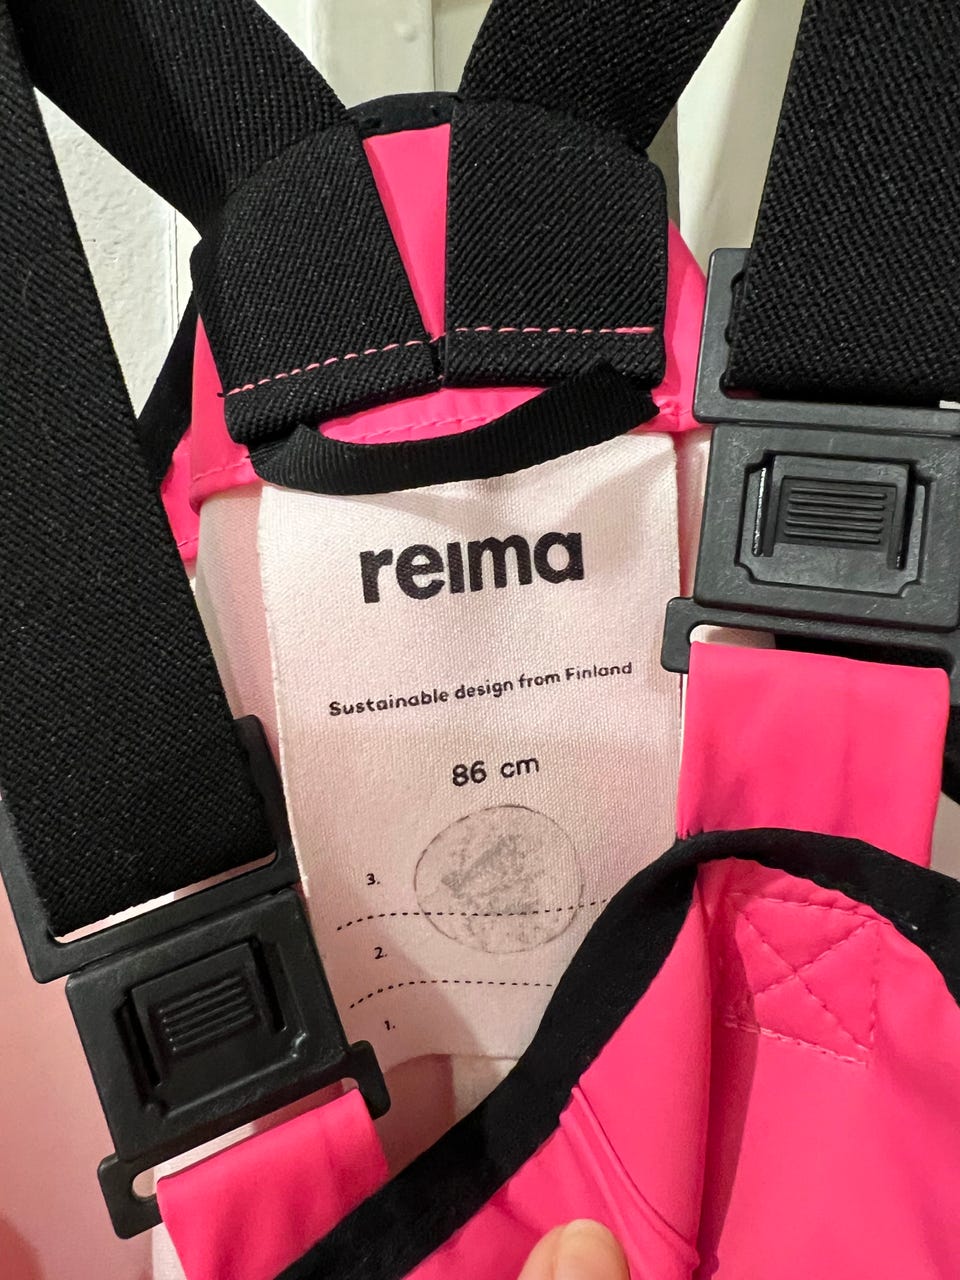 reima
Sustainable design from Finland
86 cm
3.
2.
1.